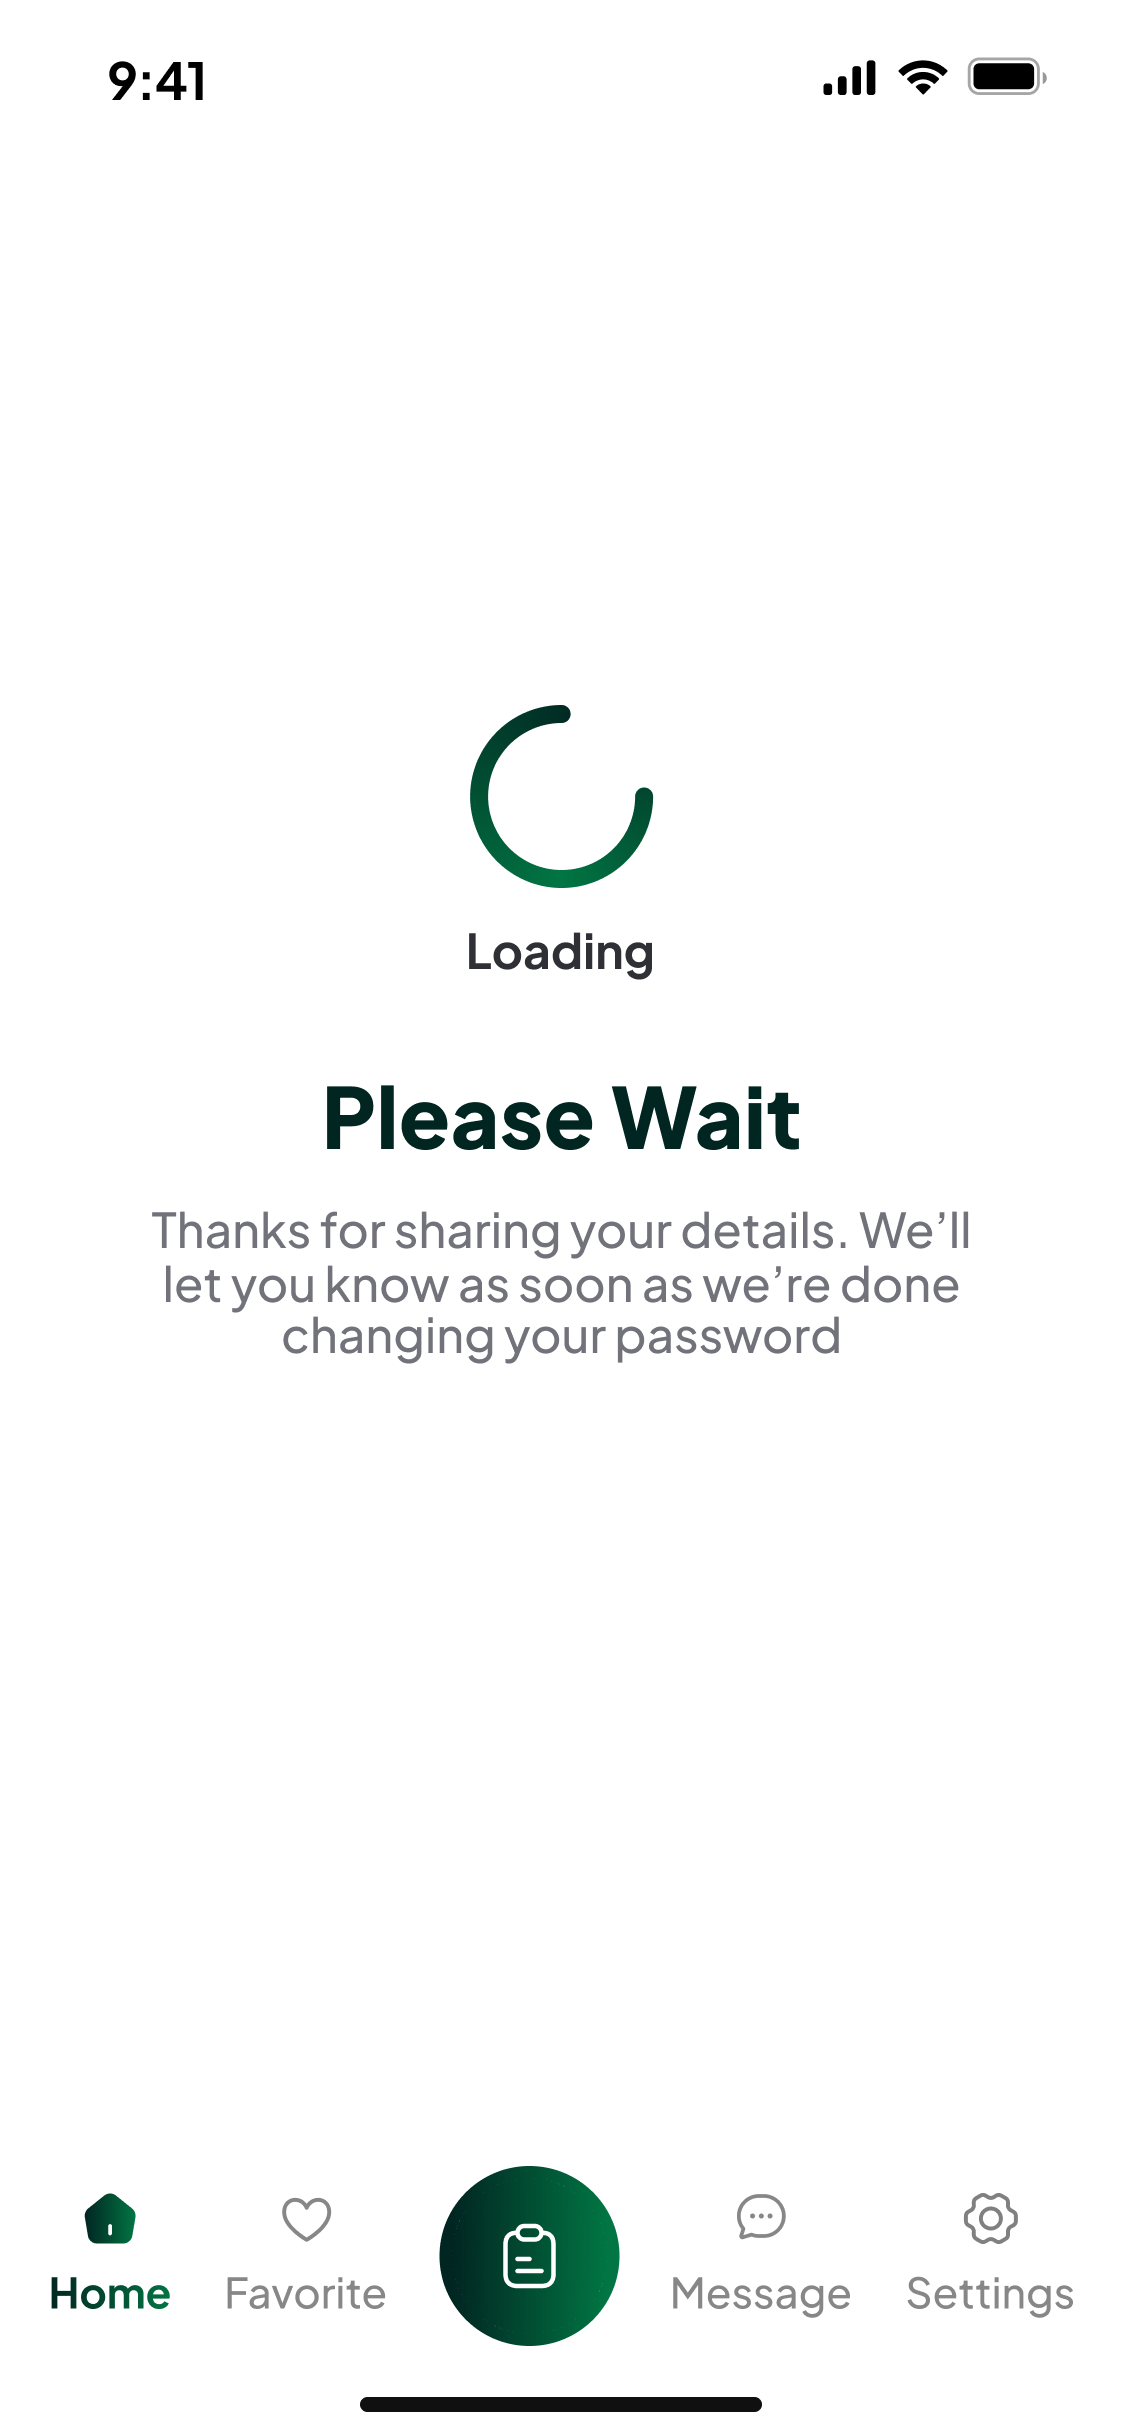 9:41
Loading
Please Wait
Thanks for sharing your details. We’ll
let you know as soon as we’re done
changing your password
Home
Favorite
Message
Settings